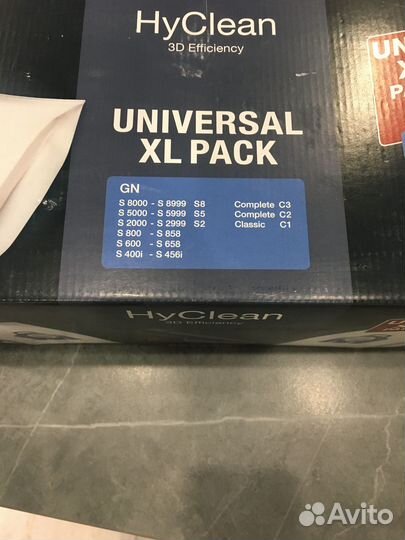 HyClean
3D Efficiency
UNIVERSAL
XL PACK
GN
S 8000 - S 8999 S8 Complete C3
S 5000 - S 5999 S5 Complete C2
S 2000 - S 2999 S2 Classic C1
S 800 - S 858
S 600 - S 658
S 400i - S 456i
HyClean
3D Efficiency
Avito